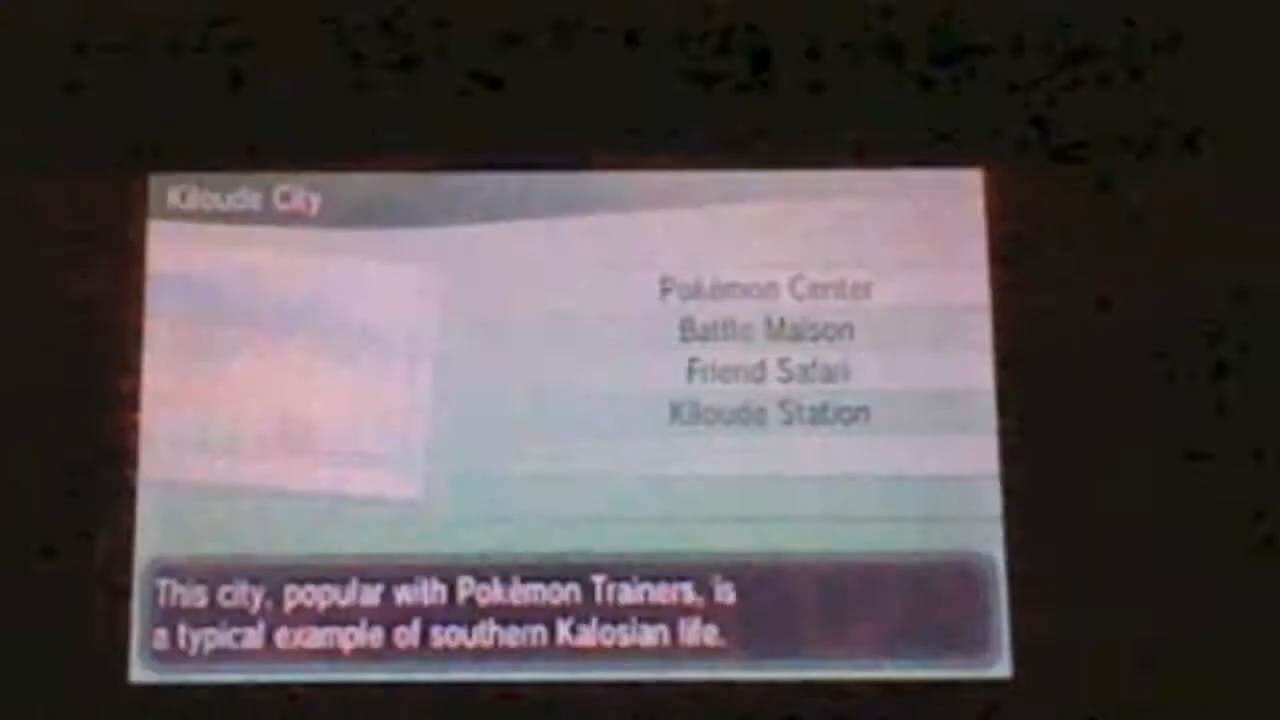 Kiloude City
Pokémon Center
Battle Maison
Friend Safari
Kiloude Station
This city, popular with Pokémon Trainers, is
a typical example of southern Kalosian life.